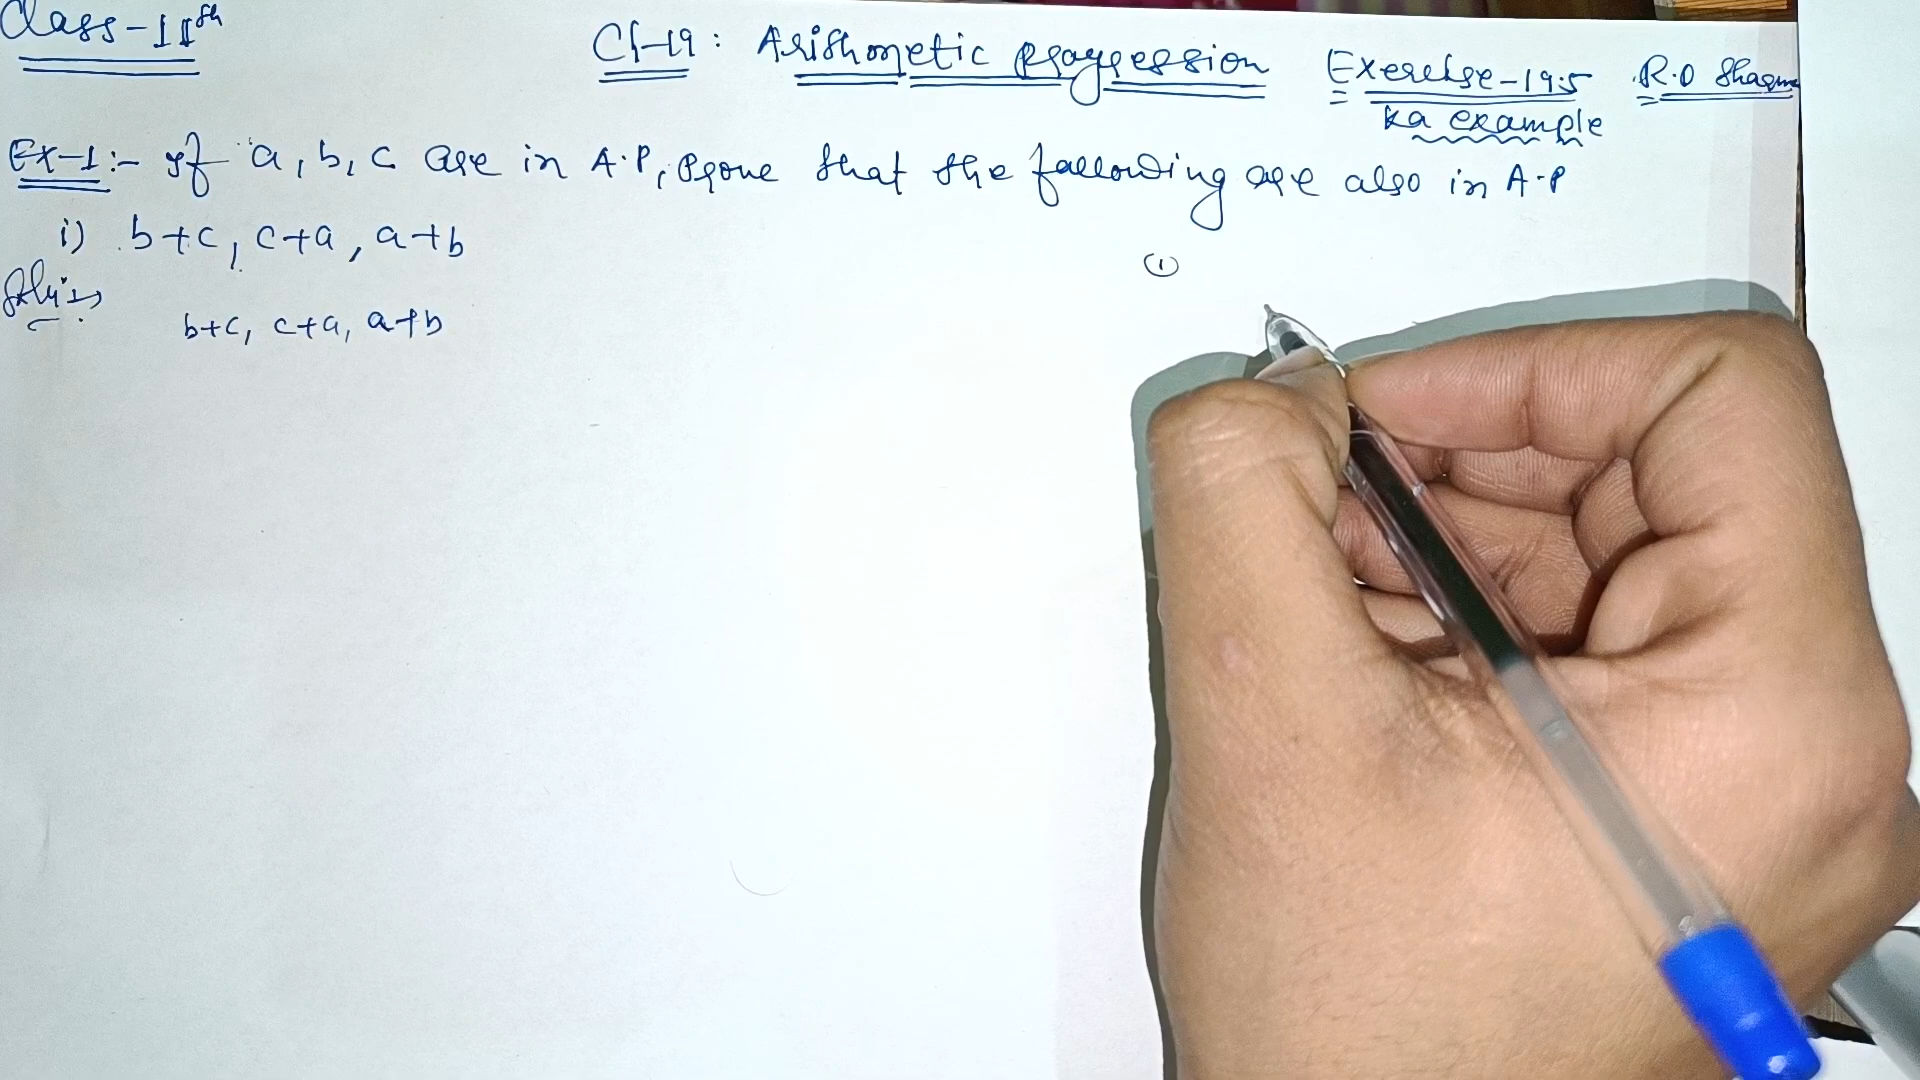 Class-11th
Ch-19: Arithmetic progression Exercise-19.5 R.D Sharma
ka example
Ex-1:- If a, b, c are in A.P, prove that the following are also in A.P
i) b+c, c+a, a+b
Soln:
b+c, c+a, a+b
①